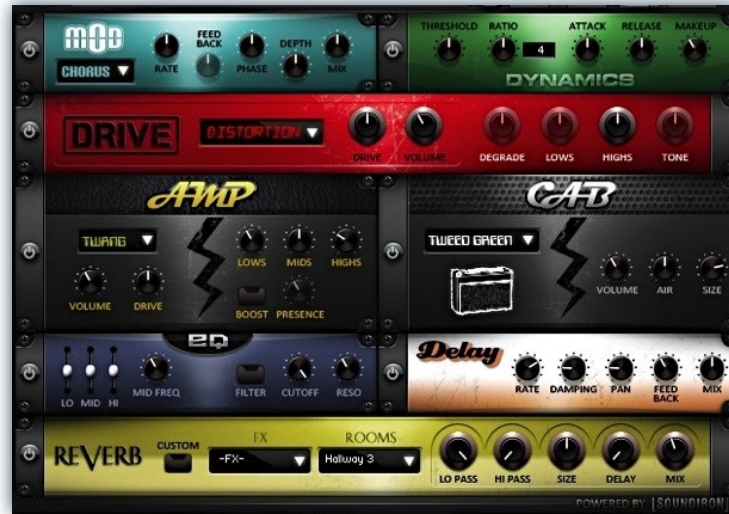 MOD
FEED
BACK
DEPTH
CHORUS
RATE
PHASE
MIX
THRESHOLD RATIO ATTACK RELEASE MAKEUP
4
DYNAMICS
DRIVE
DISTORTION
DRIVE VOLUME DEGRADE LOWS HIGHS TONE
AMP
TWANG
LOWS MIDS HIGHS
VOLUME DRIVE
BOOST PRESENCE
CAB
TWEED GREEN
VOLUME AIR SIZE
EQ
LO MID HI
MID FREQ
FILTER CUTOFF RESO
Delay
RATE DAMPING PAN FEED BACK MIX
REVERB
CUSTOM
FX
ROOMS
-FX-
Hallway 3
LO PASS HI PASS SIZE DELAY MIX
POWERED BY SOUNDIRON